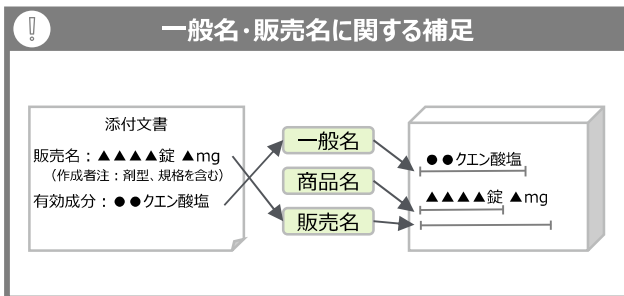 一般名・販売名に関する補足
添付文書
販売名：▲▲▲▲錠 ▲mg
（作成者注：剤型、規格を含む）
有効成分：●●クエン酸塩
一般名
商品名
販売名
●●クエン酸塩
▲▲▲▲錠 ▲mg